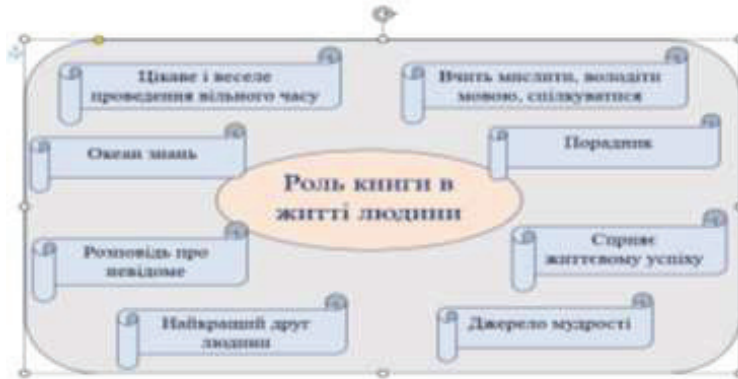 Цікаве і веселе
проведення вільного часу
Вчить мислити, володіти
мовою, спілкуватися
Океан знань
Порадник
Роль книги в
житті людини
Розповідь про
невідоме
Сприяє
життєвому успіху
Найкращий друг
людини
Джерело мудрості